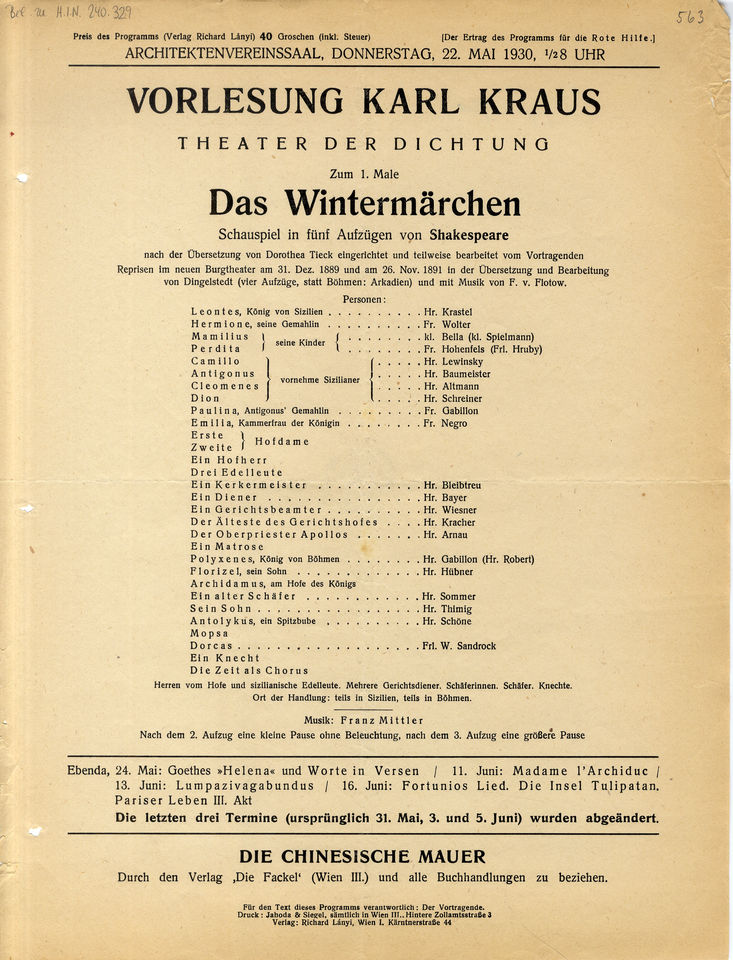 Bel zu H.I.N. 240.329
563
Preis des Programms (Verlag Richard Lányi) 40 Groschen (inkl. Steuer) [Der Ertrag des Programms für die Rote Hilfe.]
ARCHITEKTENVEREINSSAAL, DONNERSTAG, 22. MAI 1930, 1/2 8 UHR
VORLESUNG KARL KRAUS
THEATER DER DICHTUNG
Zum 1. Male
Das Wintermärchen
Schauspiel in fünf Aufzügen von Shakespeare
nach der Übersetzung von Dorothea Tieck eingerichtet und teilweise bearbeitet vom Vortragenden
Reprisen im neuen Burgtheater am 31. Dez. 1889 und am 26. Nov. 1891 in der Übersetzung und Bearbeitung
von Dingelstedt (vier Aufzüge, statt Böhmen: Arkadien) und mit Musik von F. v. Flotow.
Personen:
Leontes, König von Sizilien . . . . . . . . . . Hr. Krastel
Hermione, seine Gemahlin . . . . . . . . . . Fr. Wolter
Mamilius } seine Kinder { . . . . . . . . kl. Bella (kl. Spielmann)
Perdita . . . . . . . . Fr. Hohenfels (Frl. Hruby)
Camillo } vornehme Sizilianer { . . . . . Hr. Lewinsky
Antigonus . . . . . Hr. Baumeister
Cleomenes . . . . . Hr. Altmann
Dion . . . . . Hr. Schreiner
Paulina, Antigonus' Gemahlin . . . . . . . . . Fr. Gabillon
Emilia, Kammerfrau der Königin . . . . . . . . Fr. Negro
Erste } Hofdame
Zweite
Ein Hofherr
Drei Edelleute
Ein Kerkermeister . . . . . . . . . . . Hr. Bleibtreu
Ein Diener . . . . . . . . . . . . . . . . Hr. Bayer
Ein Gerichtsbeamter . . . . . . . . . . Hr. Wiesner
Der Älteste des Gerichtshofes . . . . Hr. Kracher
Der Oberpriester Apollos . . . . . . . Hr. Arnau
Ein Matrose
Polyxenes, König von Böhmen . . . . . . . . Hr. Gabillon (Hr. Robert)
Florizel, sein Sohn . . . . . . . . . . . . . Hr. Hübner
Archidamus, am Hofe des Königs
Ein alter Schäfer . . . . . . . . . . . . Hr. Sommer
Sein Sohn . . . . . . . . . . . . . . . . . Hr. Thimig
Antolykus, ein Spitzbube . . . . . . . . . . Hr. Schöne
Mopsa
Dorcas . . . . . . . . . . . . . . . . . . . Frl. W. Sandrock
Ein Knecht
Die Zeit als Chorus
Herren vom Hofe und sizilianische Edelleute. Mehrere Gerichtsdiener. Schäferinnen. Schäfer. Knechte.
Ort der Handlung: teils in Sizilien, teils in Böhmen.
Musik: Franz Mittler
Nach dem 2. Aufzug eine kleine Pause ohne Beleuchtung, nach dem 3. Aufzug eine größere Pause
Ebenda, 24. Mai: Goethes »Helena« und Worte in Versen / 11. Juni: Madame l'Archiduc /
13. Juni: Lumpazivagabundus / 16. Juni: Fortunios Lied. Die Insel Tulipatan.
Pariser Leben III. Akt
Die letzten drei Termine (ursprünglich 31. Mai, 3. und 5. Juni) wurden abgeändert.
DIE CHINESISCHE MAUER
Durch den Verlag ‚Die Fackel' (Wien III.) und alle Buchhandlungen zu beziehen.
Für den Text dieses Programms verantwortlich: Der Vortragende.
Druck: Jahoda & Siegel, sämtlich in Wien III., Hintere Zollamtsstraße 3
Verlag: Richard Lányi, Wien I. Kärntnerstraße 44